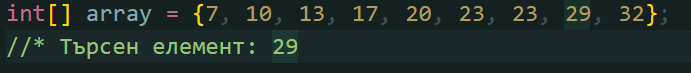 int[] array = {7, 10, 13, 17, 20, 23, 23, 29, 32};
//* Търсен елемент: 29